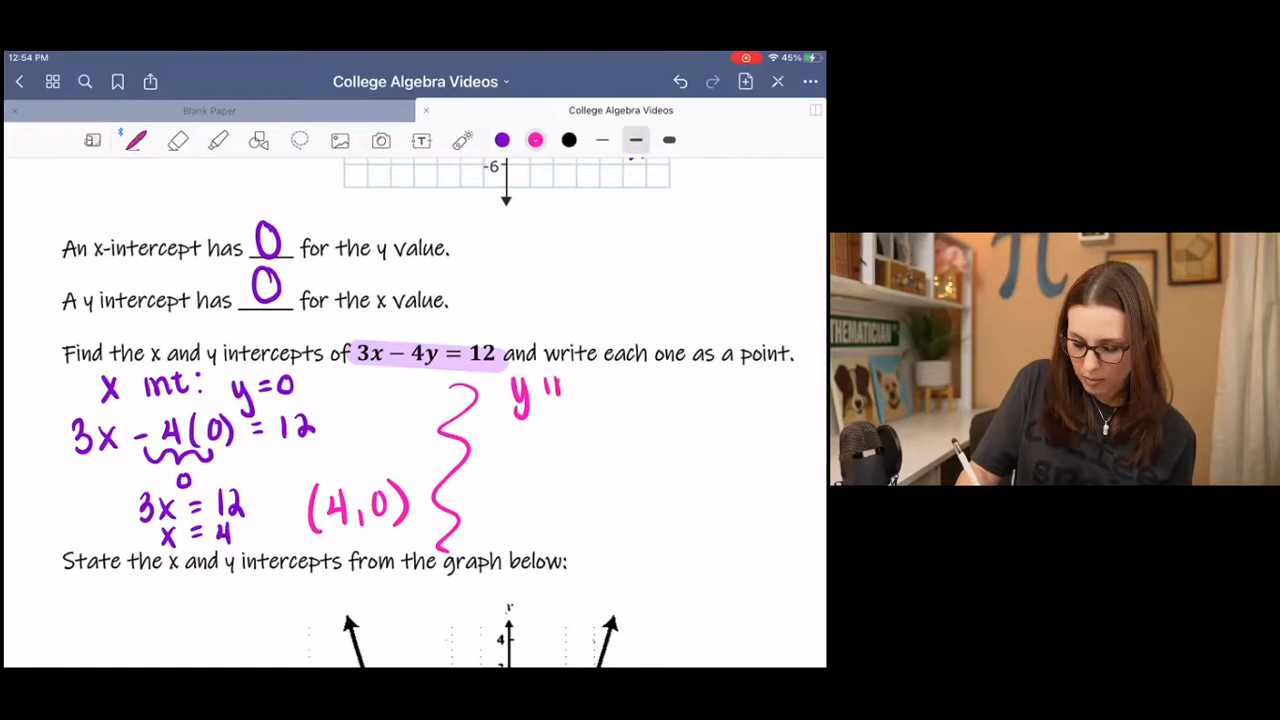 12:54 PM
45%
College Algebra Videos
Blank Paper
College Algebra Videos
-6
An x-intercept has 0 for the y value.
A y intercept has 0 for the x value.
Find the x and y intercepts of 3x − 4y = 12 and write each one as a point.
x int: y=0
3x - 4(0) = 12
0
3x = 12
x = 4
(4,0)
y
State the x and y intercepts from the graph below:
y
4
MATHEMATICIAN